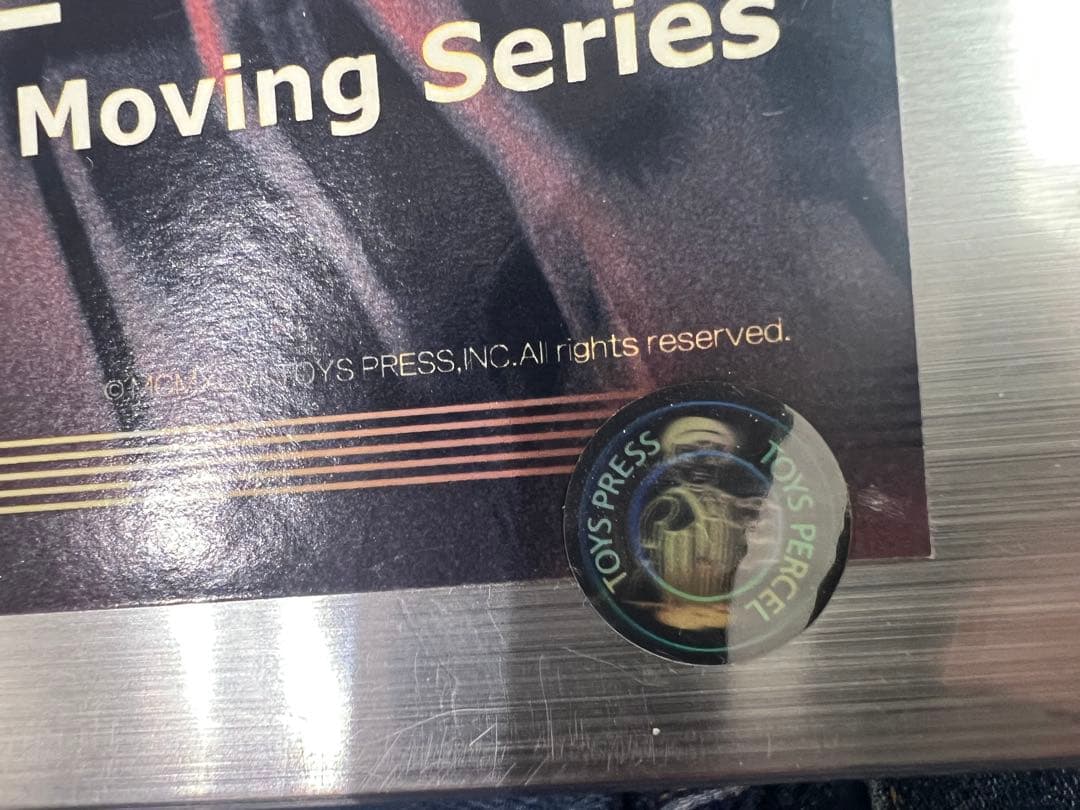 Moving Series
© TOYS PRESS,INC.All rights reserved.
TOYS PRESS
TOYS PERCEL